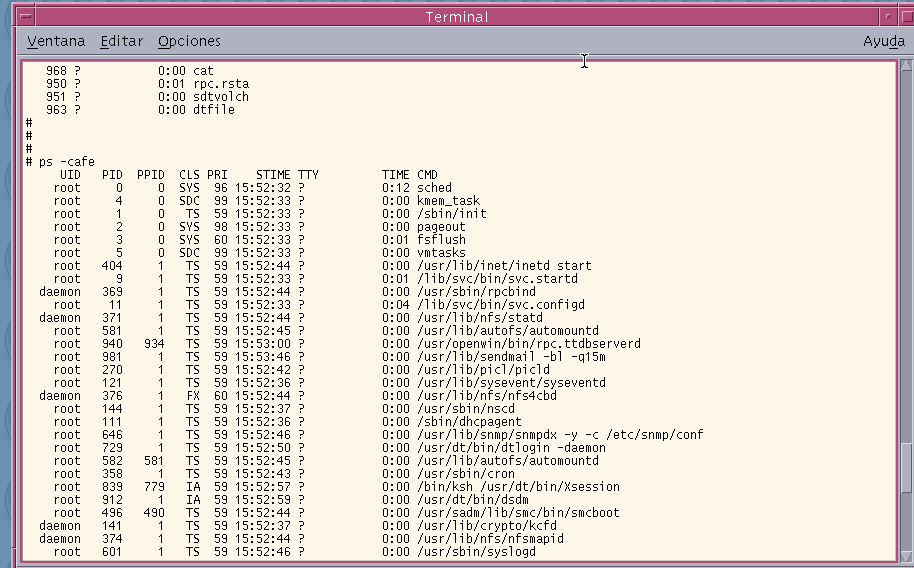 Terminal
Ventana Editar Opciones Ayuda
968 ? 0:00 cat
950 ? 0:01 rpc.rsta
951 ? 0:00 sdtvolch
963 ? 0:00 dtfile
#
#
#
# ps -cafe
UID PID PPID CLS PRI STIME TTY TIME CMD
root 0 0 SYS 96 15:52:32 ? 0:12 sched
root 4 0 SDC 99 15:52:33 ? 0:00 kmem_task
root 1 0 TS 59 15:52:33 ? 0:00 /sbin/init
root 2 0 SYS 98 15:52:33 ? 0:00 pageout
root 3 0 SYS 60 15:52:33 ? 0:01 fsflush
root 5 0 SDC 99 15:52:33 ? 0:00 vmtasks
root 404 1 TS 59 15:52:44 ? 0:00 /usr/lib/inet/inetd start
root 9 1 TS 59 15:52:33 ? 0:01 /lib/svc/bin/svc.startd
daemon 369 1 TS 59 15:52:44 ? 0:00 /usr/sbin/rpcbind
root 11 1 TS 59 15:52:33 ? 0:04 /lib/svc/bin/svc.configd
daemon 371 1 TS 59 15:52:44 ? 0:00 /usr/lib/nfs/statd
root 581 1 TS 59 15:52:45 ? 0:00 /usr/lib/autofs/automountd
root 940 934 TS 59 15:53:00 ? 0:00 /usr/openwin/bin/rpc.ttdbserverd
root 981 1 TS 59 15:53:46 ? 0:00 /usr/lib/sendmail -bl -q15m
root 270 1 TS 59 15:52:42 ? 0:00 /usr/lib/picl/picld
root 121 1 TS 59 15:52:36 ? 0:00 /usr/lib/sysevent/syseventd
daemon 376 1 FX 60 15:52:44 ? 0:00 /usr/lib/nfs/nfs4cbd
root 144 1 TS 59 15:52:37 ? 0:00 /usr/sbin/nscd
root 111 1 TS 59 15:52:36 ? 0:00 /sbin/dhcpagent
root 646 1 TS 59 15:52:46 ? 0:00 /usr/lib/snmp/snmpdx -y -c /etc/snmp/conf
root 729 1 TS 59 15:52:50 ? 0:00 /usr/dt/bin/dtlogin -daemon
root 582 581 TS 59 15:52:45 ? 0:00 /usr/lib/autofs/automountd
root 358 1 TS 59 15:52:43 ? 0:00 /usr/sbin/cron
root 839 779 IA 59 15:52:57 ? 0:00 /bin/ksh /usr/dt/bin/Xsession
root 912 1 IA 59 15:52:59 ? 0:00 /usr/dt/bin/dsdm
root 496 490 TS 59 15:52:44 ? 0:00 /usr/sadm/lib/smc/bin/smcboot
daemon 141 1 TS 59 15:52:37 ? 0:00 /usr/lib/crypto/kcfd
daemon 374 1 TS 59 15:52:44 ? 0:00 /usr/lib/nfs/nfsmapid
root 601 1 TS 59 15:52:46 ? 0:00 /usr/sbin/syslogd